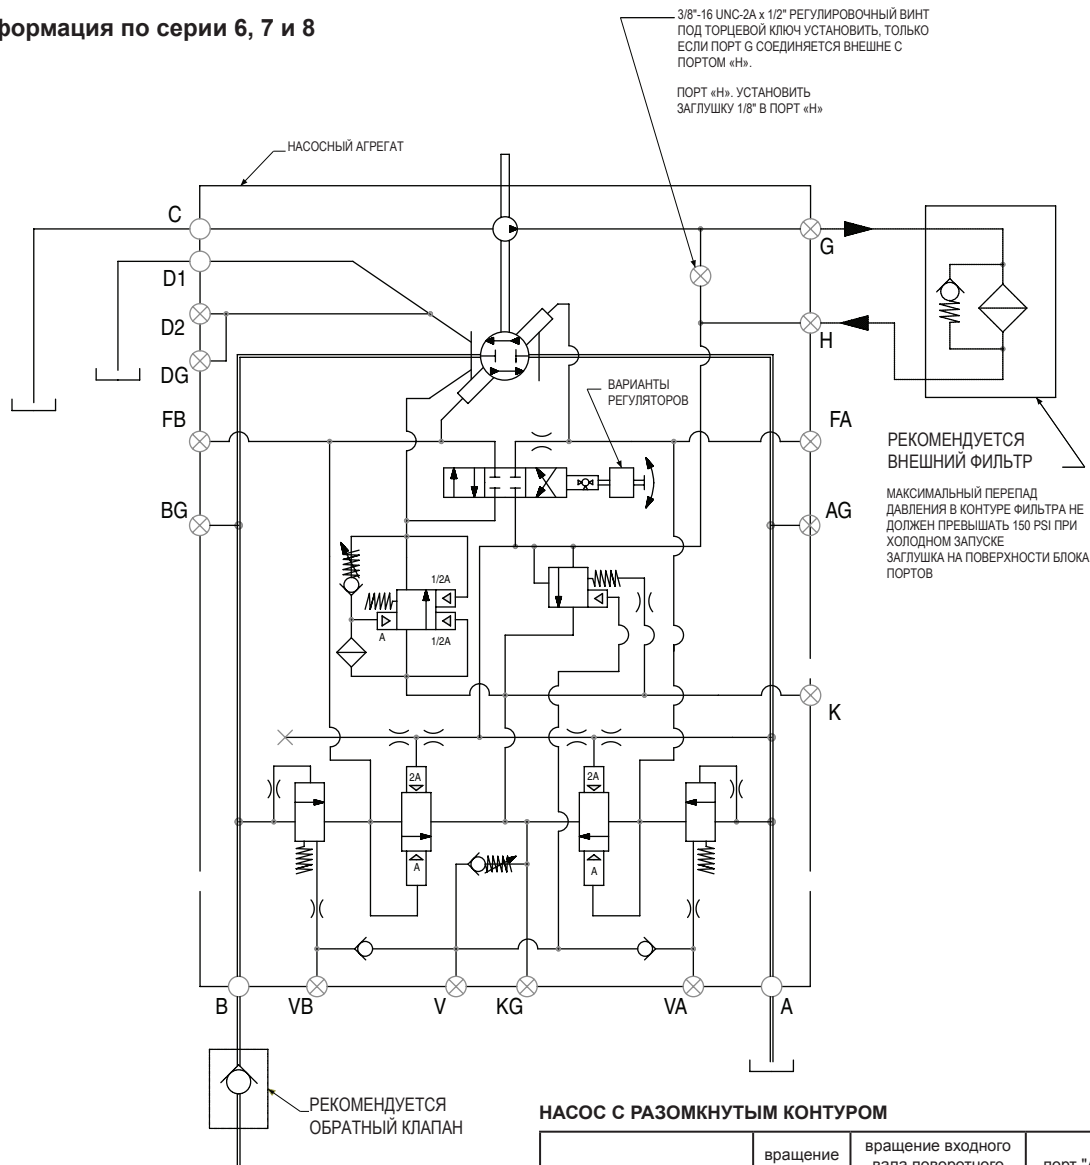 формация по серии 6, 7 и 8
3/8"-16 UNC-2A x 1/2" РЕГУЛИРОВОЧНЫЙ ВИНТ
ПОД ТОРЦЕВОЙ КЛЮЧ УСТАНОВИТЬ, ТОЛЬКО
ЕСЛИ ПОРТ G СОЕДИНЯЕТСЯ ВНЕШНЕ С
ПОРТОМ «H».
ПОРТ «H». УСТАНОВИТЬ
ЗАГЛУШКУ 1/8" В ПОРТ «H»
НАСОСНЫЙ АГРЕГАТ
C
G
D1
D2
H
DG
ВАРИАНТЫ
РЕГУЛЯТОРОВ
FB
FA
РЕКОМЕНДУЕТСЯ
ВНЕШНИЙ ФИЛЬТР
BG
AG
МАКСИМАЛЬНЫЙ ПЕРЕПАД
ДАВЛЕНИЯ В КОНТУРЕ ФИЛЬТРА НЕ
ДОЛЖЕН ПРЕВЫШАТЬ 150 PSI ПРИ
ХОЛОДНОМ ЗАПУСКЕ
ЗАГЛУШКА НА ПОВЕРХНОСТИ БЛОКА
ПОРТОВ
1/2A
A
1/2A
K
2A
2A
A
A
B
VB
V
KG
VA
A
РЕКОМЕНДУЕТСЯ
ОБРАТНЫЙ КЛАПАН
НАСОС С РАЗОМКНУТЫМ КОНТУРОМ
вращение
вращение входного
вала поворотного
порт